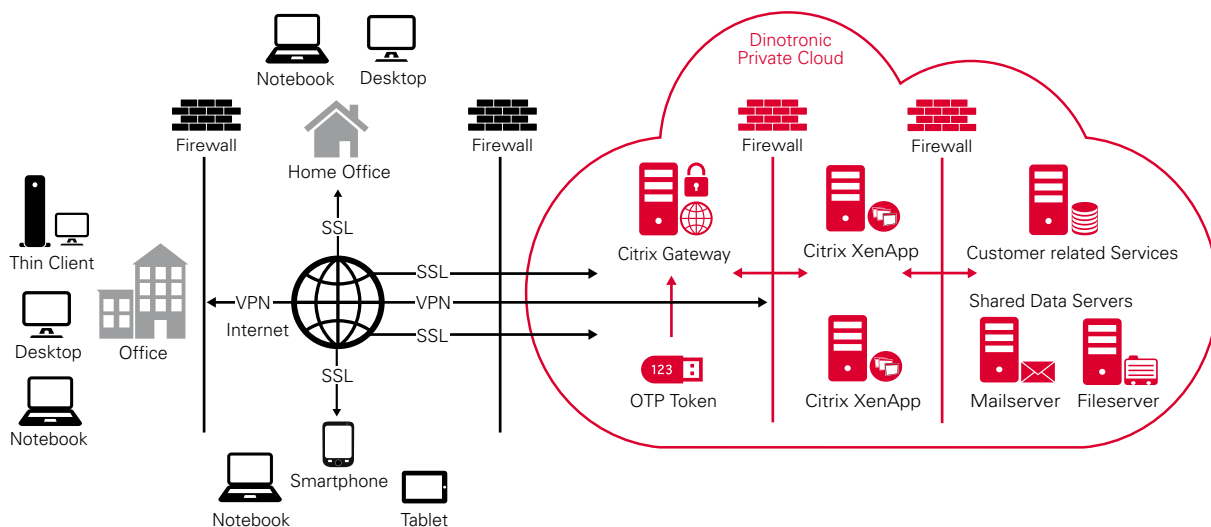 Notebook
Desktop
Dinotronic
Private Cloud
Firewall
Home Office
Firewall
Firewall
Firewall
Thin Client
SSL
Citrix Gateway
Citrix XenApp
Customer related Services
SSL
VPN
VPN
Internet
SSL
Shared Data Servers
Desktop
Office
SSL
123
OTP Token
Citrix XenApp
Mailserver
Fileserver
Notebook
Smartphone
Notebook
Tablet